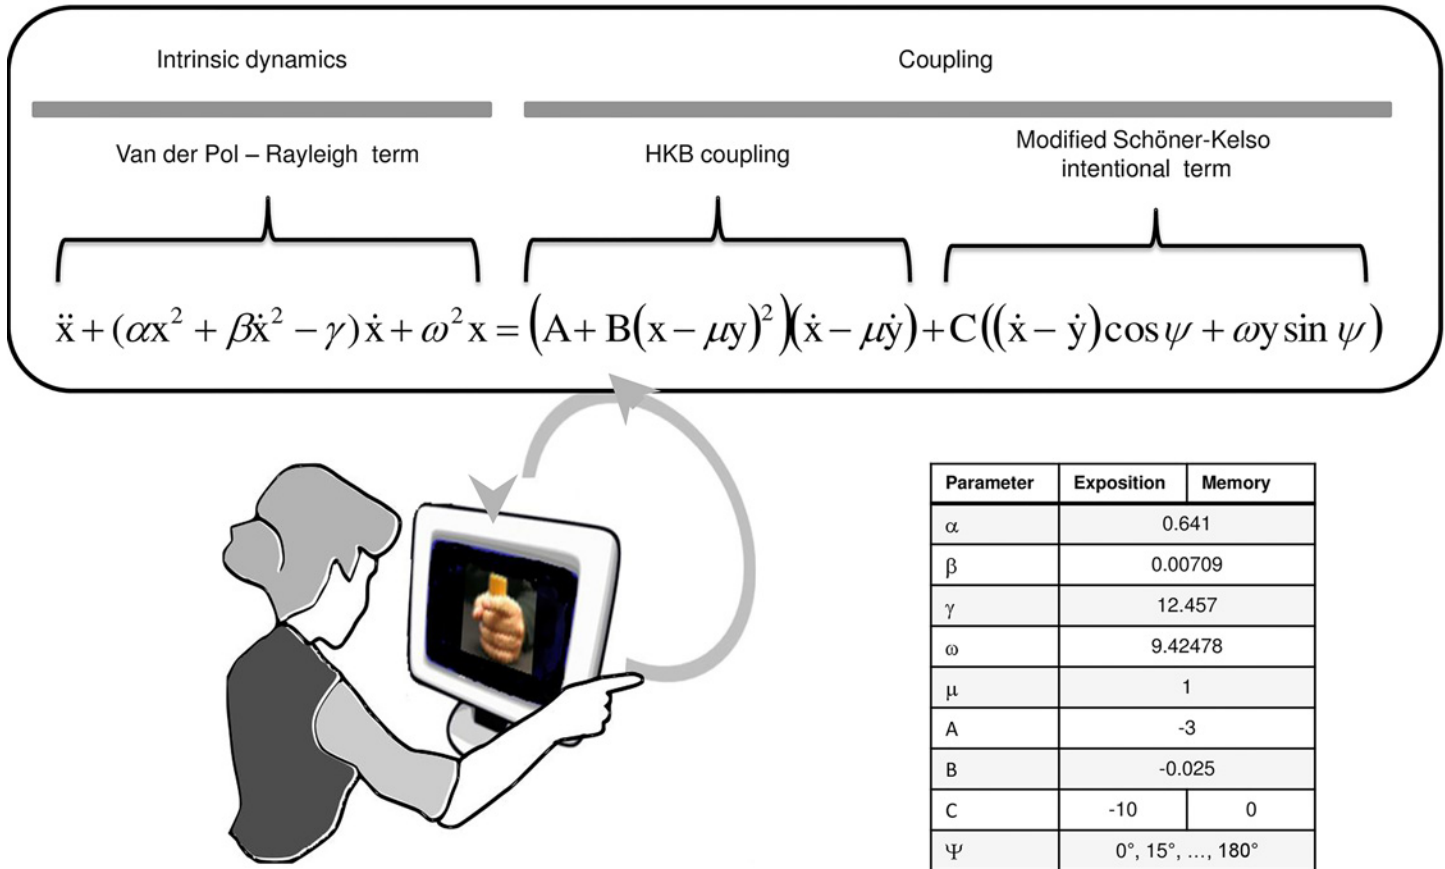 Intrinsic dynamics
Coupling
Van der Pol – Rayleigh term
HKB coupling
Modified Schöner-Kelso
intentional term
ẍ + (αx² + βẋ² − γ)ẋ + ω²x = (A + B(x − μy)²)(ẋ − μẏ) + C((ẋ − ẏ)cos ψ + ωy sin ψ)
Parameter Exposition Memory
α 0.641
β 0.00709
γ 12.457
ω 9.42478
μ 1
A -3
B -0.025
C -10 0
Ψ 0°, 15°, ..., 180°